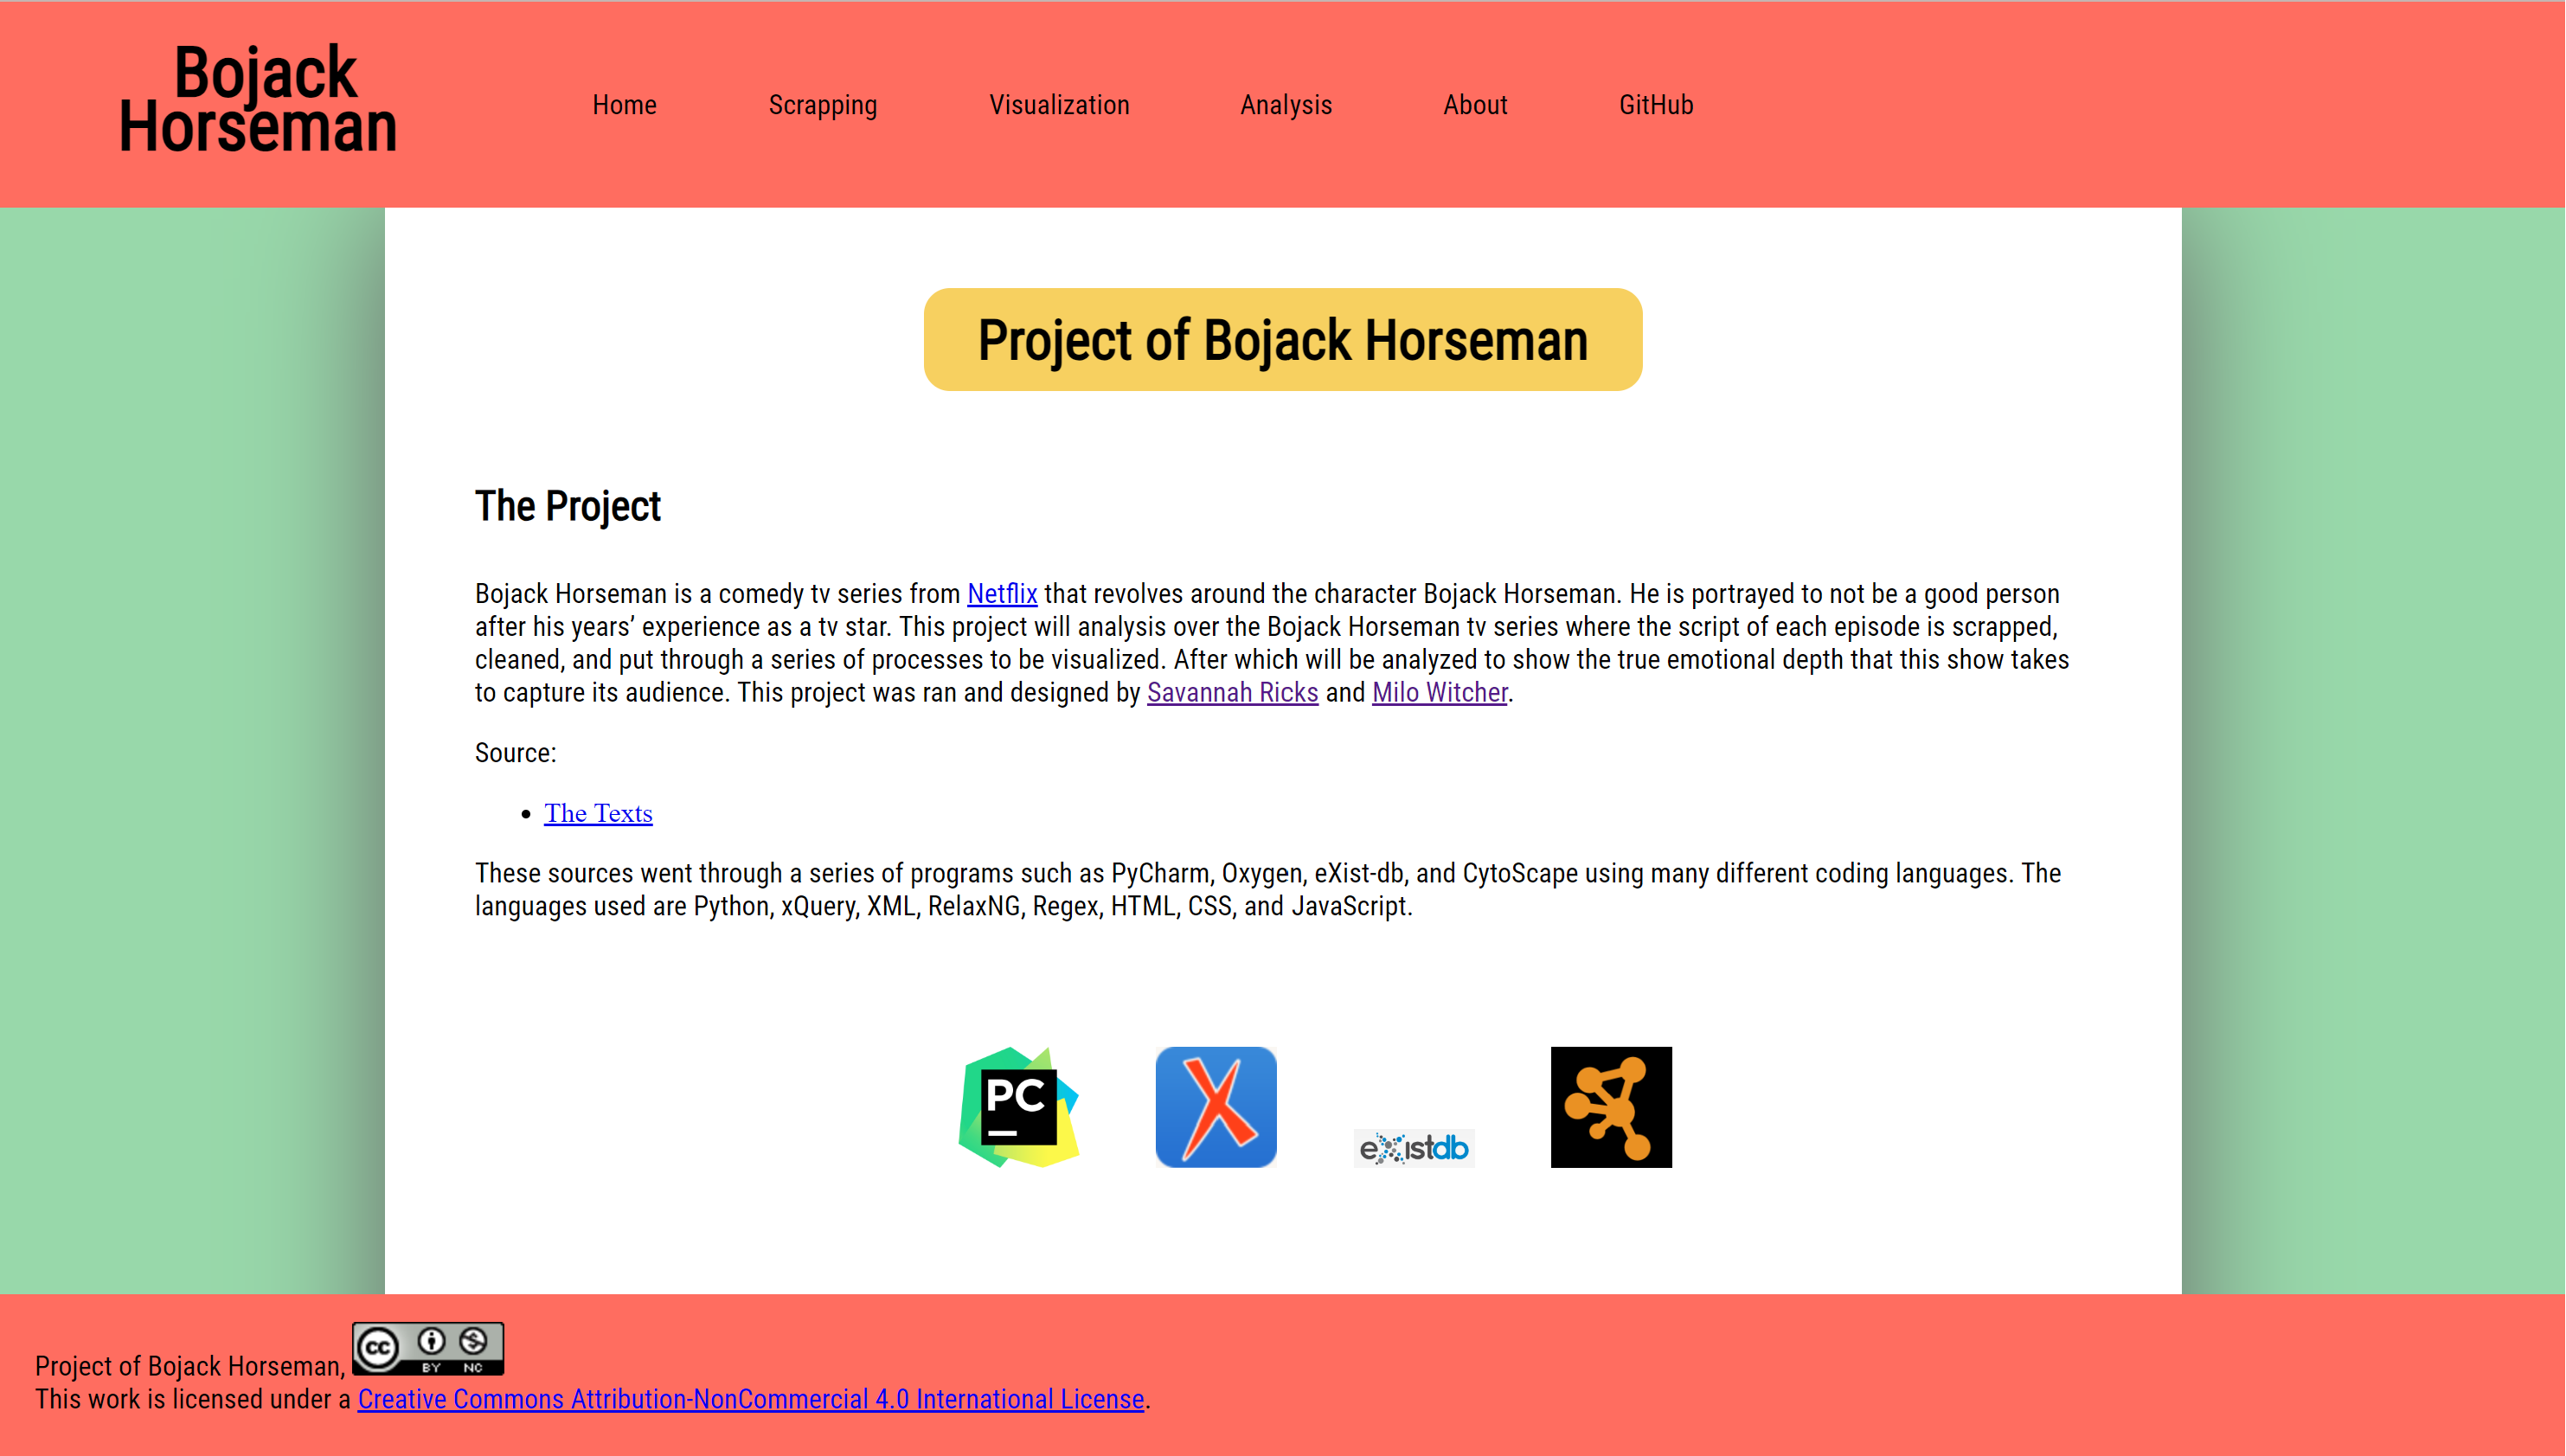 Bojack
Horseman
Home Scrapping Visualization Analysis About GitHub
Project of Bojack Horseman
The Project
Bojack Horseman is a comedy tv series from Netflix that revolves around the character Bojack Horseman. He is portrayed to not be a good person
after his years’ experience as a tv star. This project will analysis over the Bojack Horseman tv series where the script of each episode is scrapped,
cleaned, and put through a series of processes to be visualized. After which will be analyzed to show the true emotional depth that this show takes
to capture its audience. This project was ran and designed by Savannah Ricks and Milo Witcher.
Source:
• The Texts
These sources went through a series of programs such as PyCharm, Oxygen, eXist-db, and CytoScape using many different coding languages. The
languages used are Python, xQuery, XML, RelaxNG, Regex, HTML, CSS, and JavaScript.
PC
eXistdb
Project of Bojack Horseman, cc BY NC
This work is licensed under a Creative Commons Attribution-NonCommercial 4.0 International License.